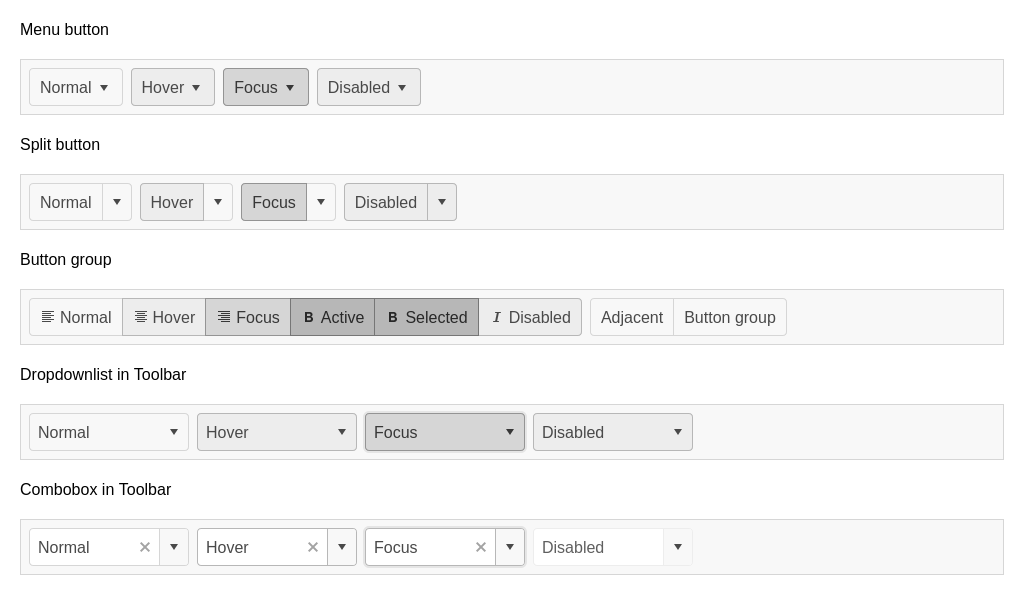 Menu button
Normal Hover Focus Disabled
Split button
Normal Hover Focus Disabled
Button group
Normal Hover Focus B Active B Selected I Disabled Adjacent Button group
Dropdownlist in Toolbar
Normal Hover Focus Disabled
Combobox in Toolbar
Normal Hover Focus Disabled